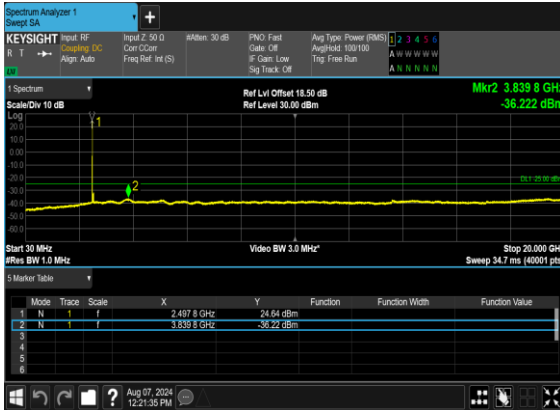 Spectrum Analyzer 1
Swept SA
+
KEYSIGHT
R T
LXI
Input: RF
Coupling: DC
Align: Auto
Input Z: 50 Ω
Corr CCorr
Freq Ref: Int (S)
#Atten: 30 dB
PNO: Fast
Gate: Off
IF Gain: Low
Sig Track: Off
Avg Type: Power (RMS)
Avg|Hold: 100/100
Trig: Free Run
1 2 3 4 5 6
A W W W W W
A N N N N N
1 Spectrum
Scale/Div 10 dB
Ref Lvl Offset 18.50 dB
Ref Level 30.00 dBm
Mkr2 3.839 8 GHz
-36.222 dBm
Log
20.0
10.0
0.00
-10.0
-20.0
-30.0
-40.0
-50.0
-60.0
1
2
DL1 -25.00 dBm
Start 30 MHz
#Res BW 1.0 MHz
Video BW 3.0 MHz*
Stop 20.000 GH
Sweep 34.7 ms (40001 pts
5 Marker Table
Mode Trace Scale X Y Function Function Width Function Value
1 N 1 f 2.497 8 GHz 24.64 dBm
2 N 1 f 3.839 8 GHz -36.22 dBm
3
4
5
6
?
Aug 07, 2024
12:21:35 PM